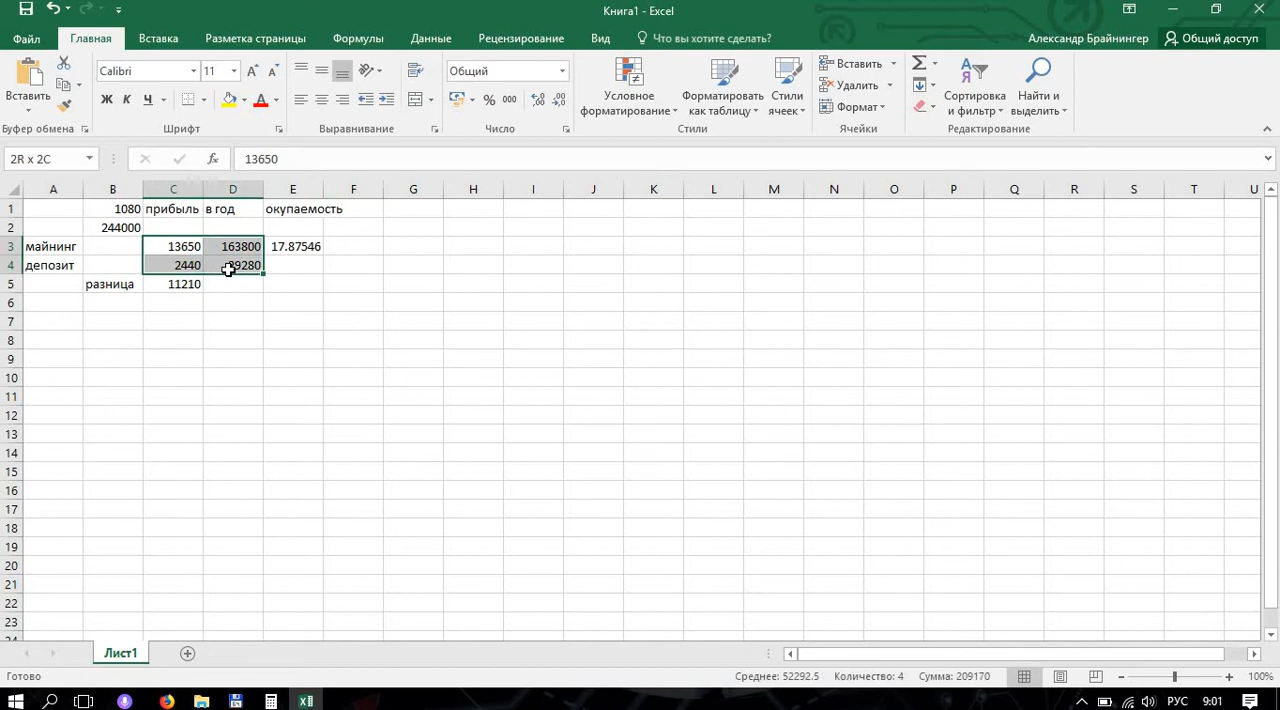 Книга1 - Excel
Файл Главная Вставка Разметка страницы Формулы Данные Рецензирование Вид Что вы хотите сделать? Александр Брайнингер Общий доступ
Вставить
Calibri 11
Ж К Ч
Общий
% 000
Условное форматирование
Форматировать как таблицу
Стили ячеек
Вставить
Удалить
Формат
Сортировка и фильтр
Найти и выделить
Буфер обмена Шрифт Выравнивание Число Стили Ячейки Редактирование
2R x 2C fx 13650
A B C D E F G H I J K L M N O P Q R S T U
1 1080 прибыль в год окупаемость
2 244000
3 майнинг 13650 163800 17.87546
4 депозит 2440 29280
5 разница 11210
6
7
8
9
10
11
12
13
14
15
16
17
18
19
20
21
22
23
24
Лист1
Готово Среднее: 52292.5 Количество: 4 Сумма: 209170 100%
РУС 9:01